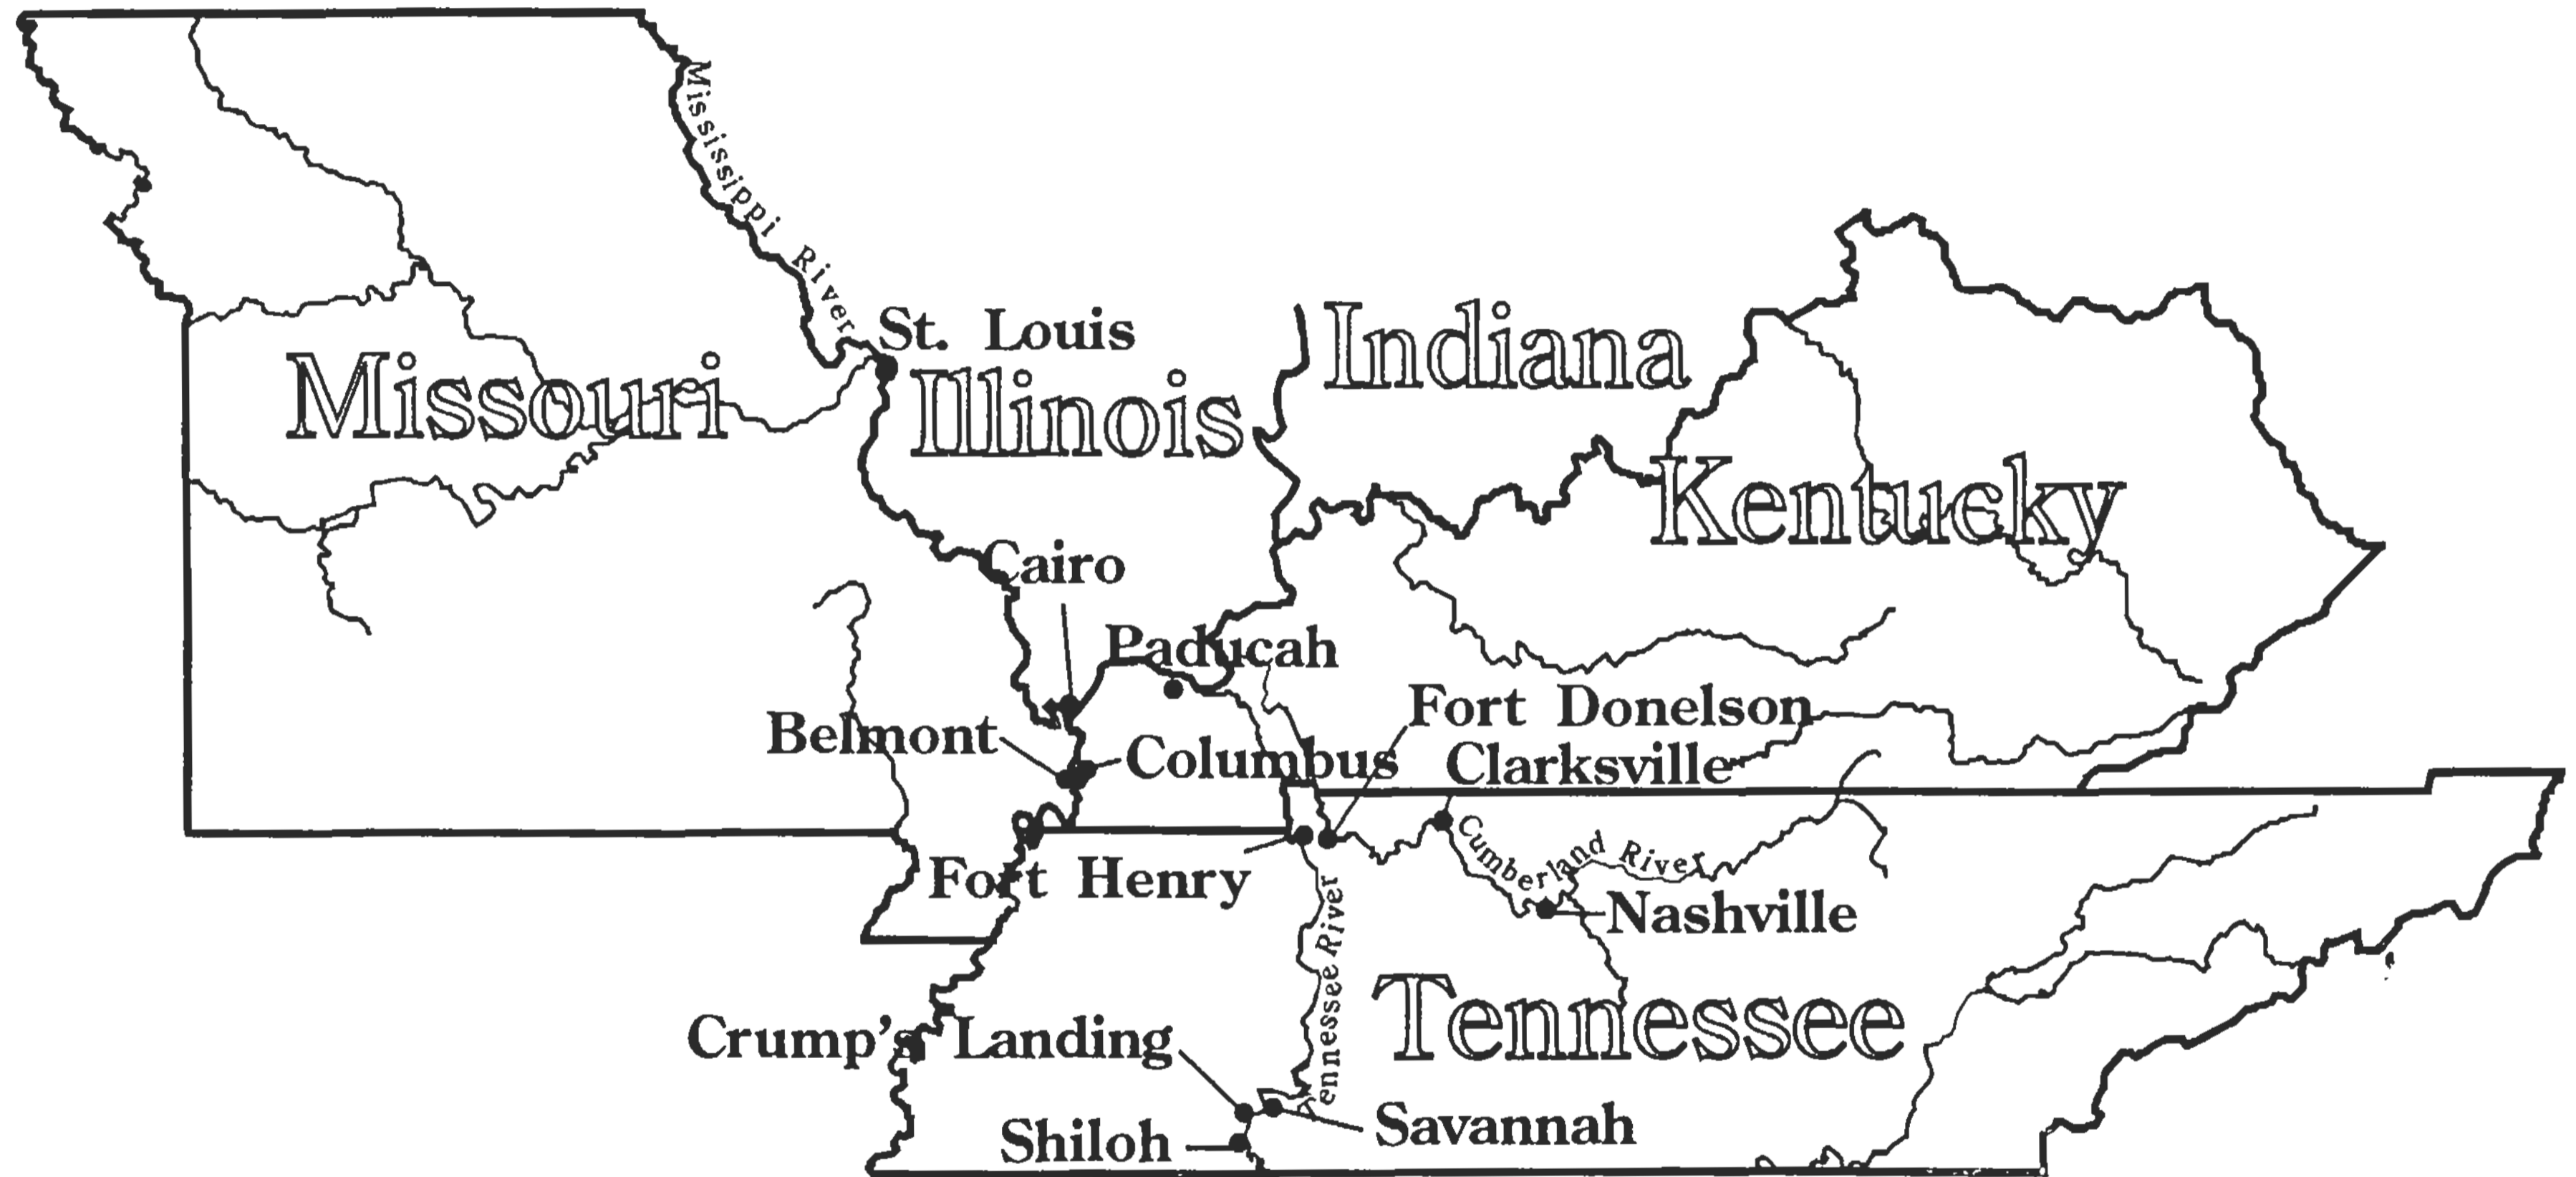 Mississippi River
St. Louis
Indiana
Missouri
Illinois
Kentucky
Cairo
Paducah
Fort Donelson
Belmont
Columbus
Clarksville
Cumberland River
Fort Henry
Nashville
Tennessee River
Tennessee
Crump's Landing
Savannah
Shiloh